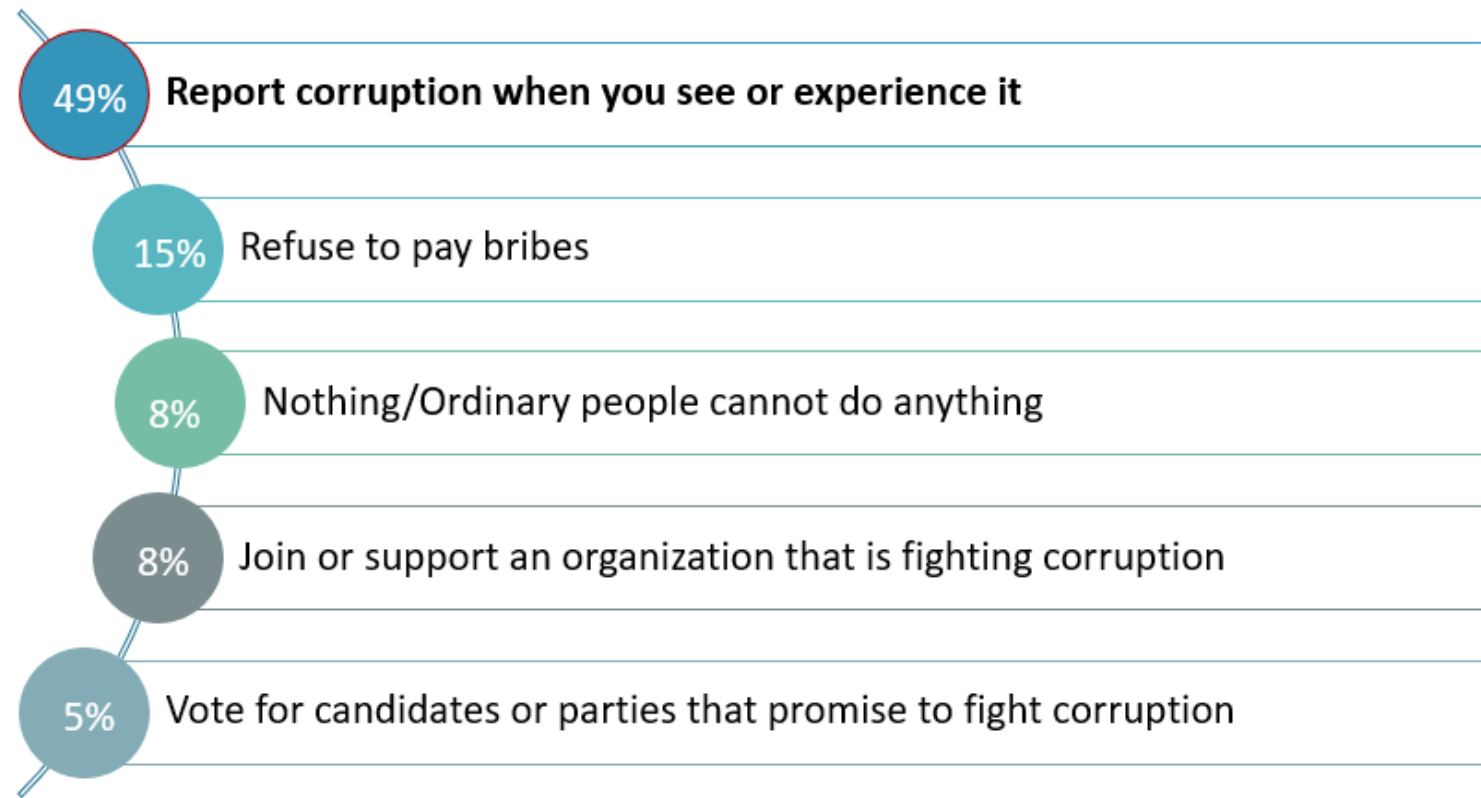 49% Report corruption when you see or experience it
15% Refuse to pay bribes
8% Nothing/Ordinary people cannot do anything
8% Join or support an organization that is fighting corruption
5% Vote for candidates or parties that promise to fight corruption